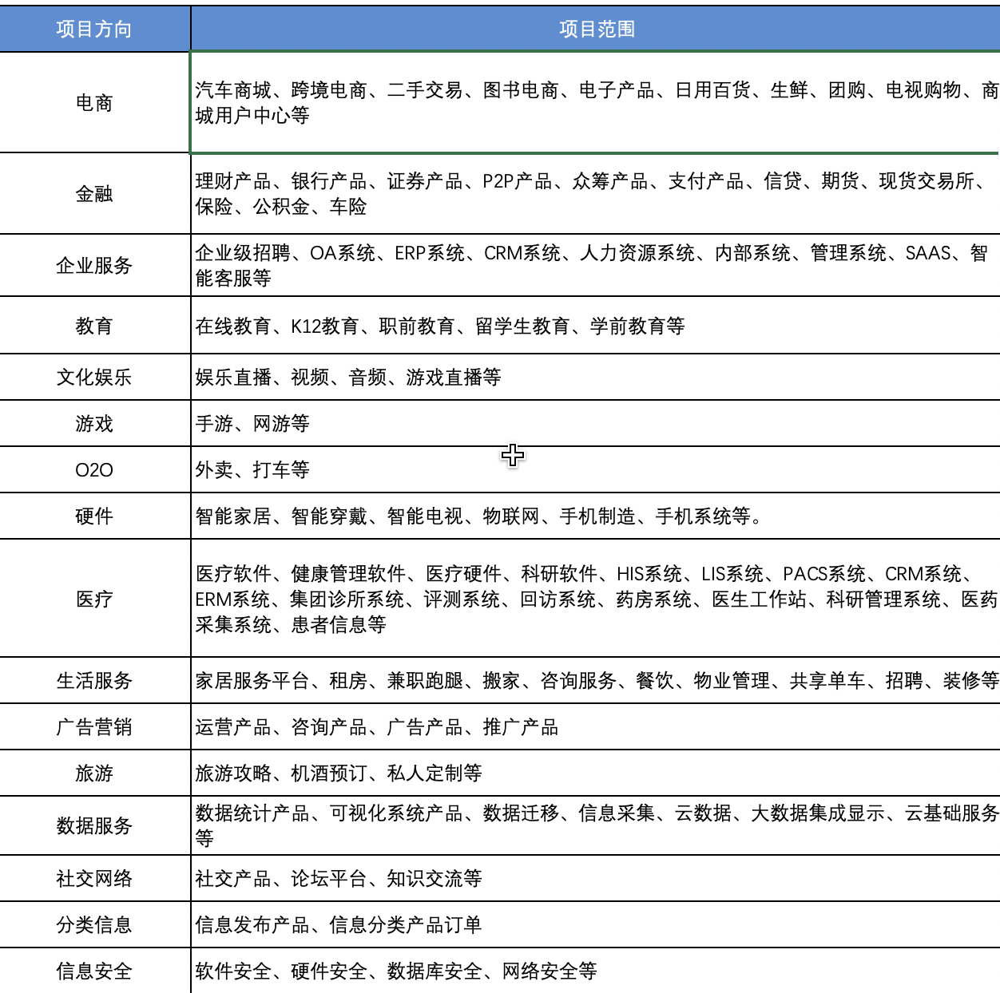 项目方向
项目范围
电商
汽车商城、跨境电商、二手交易、图书电商、电子产品、日用百货、生鲜、团购、电视购物、商
城用户中心等
金融
理财产品、银行产品、证券产品、P2P产品、众筹产品、支付产品、信贷、期货、现货交易所、
保险、公积金、车险
企业服务
企业级招聘、OA系统、ERP系统、CRM系统、人力资源系统、内部系统、管理系统、SAAS、智
能客服等
教育
在线教育、K12教育、职前教育、留学生教育、学前教育等
文化娱乐
娱乐直播、视频、音频、游戏直播等
游戏
手游、网游等
O2O
外卖、打车等
硬件
智能家居、智能穿戴、智能电视、物联网、手机制造、手机系统等。
医疗
医疗软件、健康管理软件、医疗硬件、科研软件、HIS系统、LIS系统、PACS系统、CRM系统、
ERM系统、集团诊所系统、评测系统、回访系统、药房系统、医生工作站、科研管理系统、医药
采集系统、患者信息等
生活服务
家居服务平台、租房、兼职跑腿、搬家、咨询服务、餐饮、物业管理、共享单车、招聘、装修等
广告营销
运营产品、咨询产品、广告产品、推广产品
旅游
旅游攻略、机酒预订、私人定制等
数据服务
数据统计产品、可视化系统产品、数据迁移、信息采集、云数据、大数据集成显示、云基础服务
等
社交网络
社交产品、论坛平台、知识交流等
分类信息
信息发布产品、信息分类产品订单
信息安全
软件安全、硬件安全、数据库安全、网络安全等